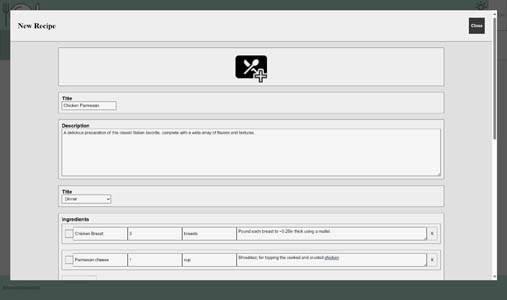 New Recipe
Close
Title
Chicken Parmesan
Description
A delicious preparation of this classic Italian favorite, complete with a wide array of flavors and textures.
Title
Dinner
Ingredients
Chicken Breast 3 breasts Pound each breast to ~0.25in thick using a mallet X
Parmesan cheese 1 cup Shredded, for topping the cooked and crusted chicken X